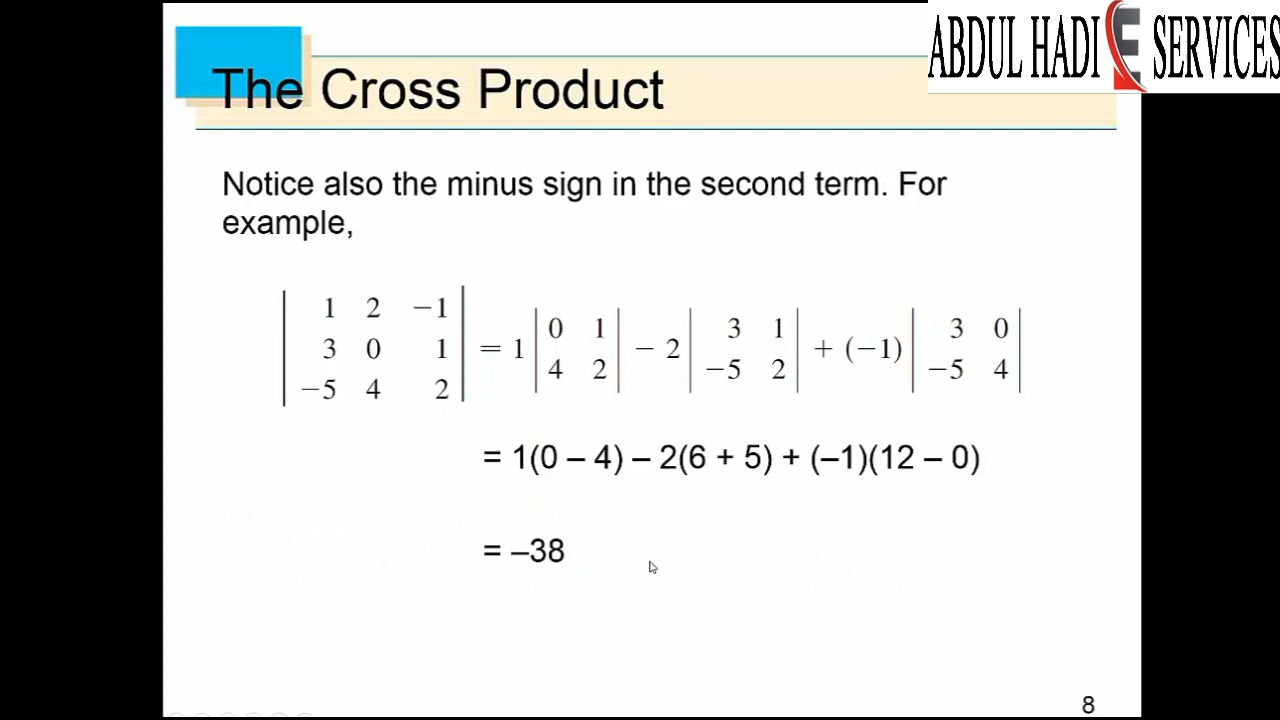 ABDUL HADI E SERVICES
The Cross Product
Notice also the minus sign in the second term. For
example,
| 1 2 −1 |
| 3 0 1 | = 1 | 0 1 | − 2 | 3 1 | + (−1) | 3 0 |
| −5 4 2 | | 4 2 | | −5 2 | | −5 4 |
= 1(0 – 4) – 2(6 + 5) + (–1)(12 – 0)
= –38
8